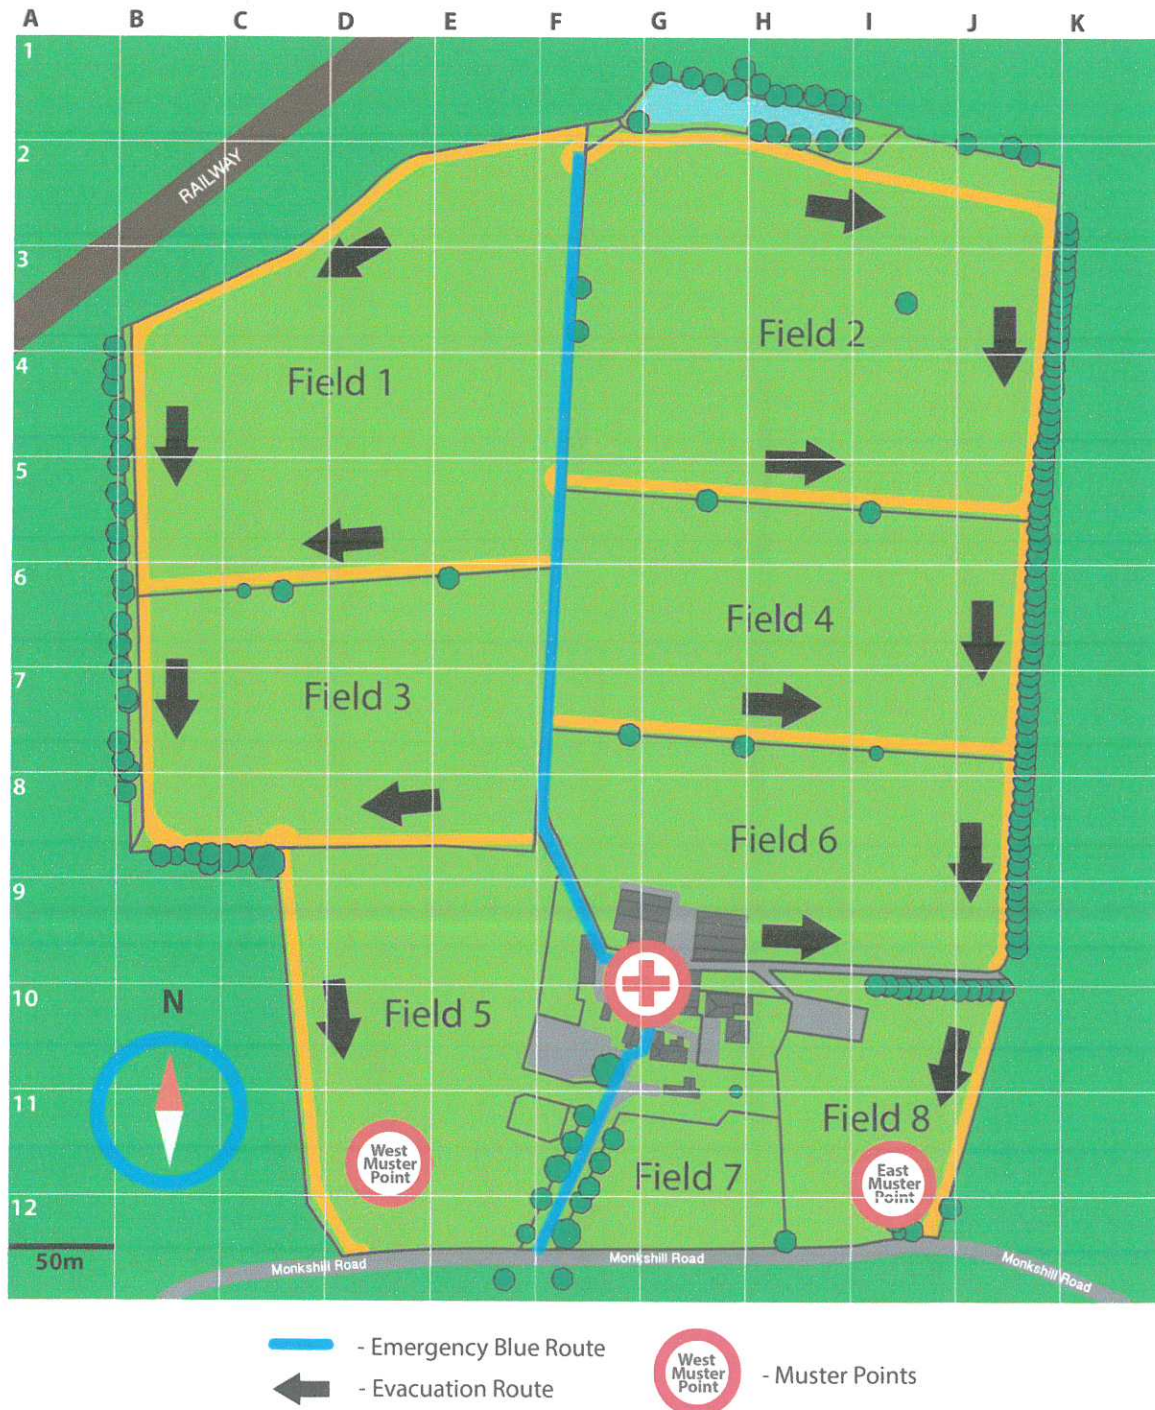 A B C D E F G H I J K
1
2
RAILWAY
3
Field 2
4
Field 1
5
6
Field 4
7
Field 3
8
Field 6
9
10
N
Field 5
11
Field 8
West
Muster
Point
East
Muster
Point
Field 7
12
50m
Monkshill Road
Monkshill Road
Monkshill Road
- Emergency Blue Route
- Evacuation Route
West
Muster
Point
- Muster Points